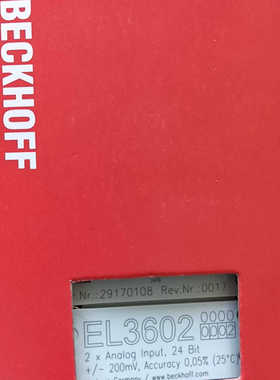 BECKHOFF
Nr.:29170108 Rev.Nr.:0017
EL3602 0000
0002
2 x Analog Input, 24 Bit
+/- 200mV, Accuracy 0,05% (25°C)
Germany / www.beckhoff.com